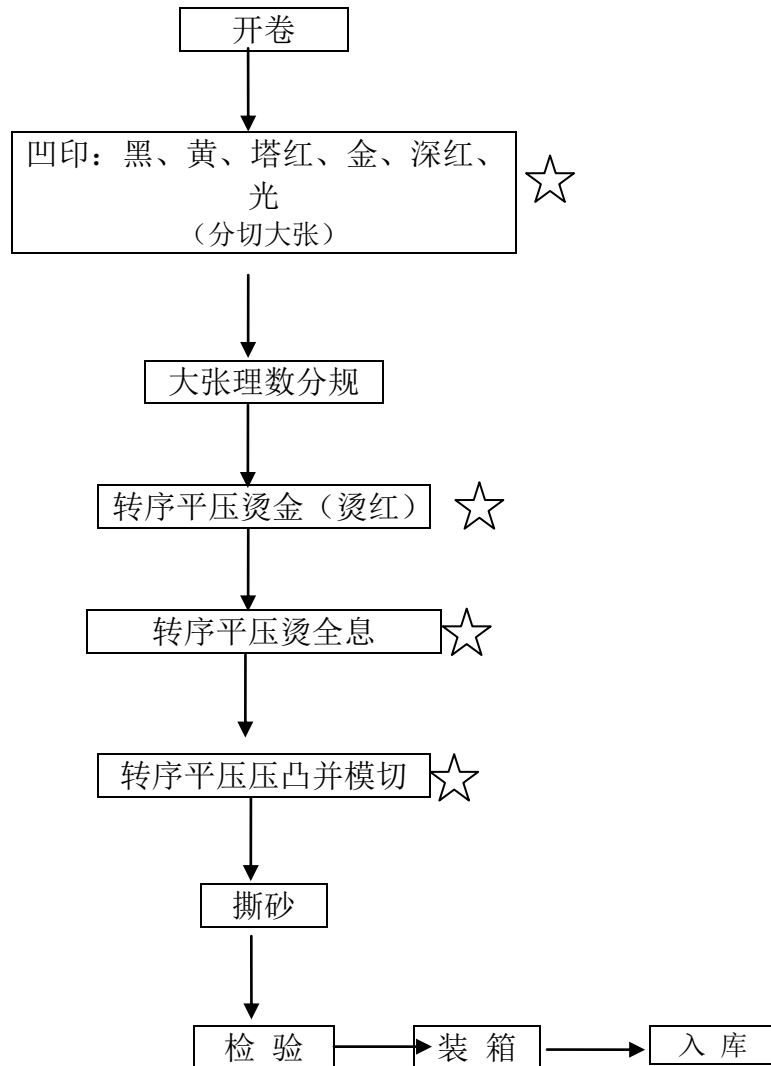 开卷
凹印：黑、黄、塔红、金、深红、
光
（分切大张）
大张理数分规
转序平压烫金（烫红）
转序平压烫全息
转序平压压凸并模切
撕砂
检 验
装 箱
入 库